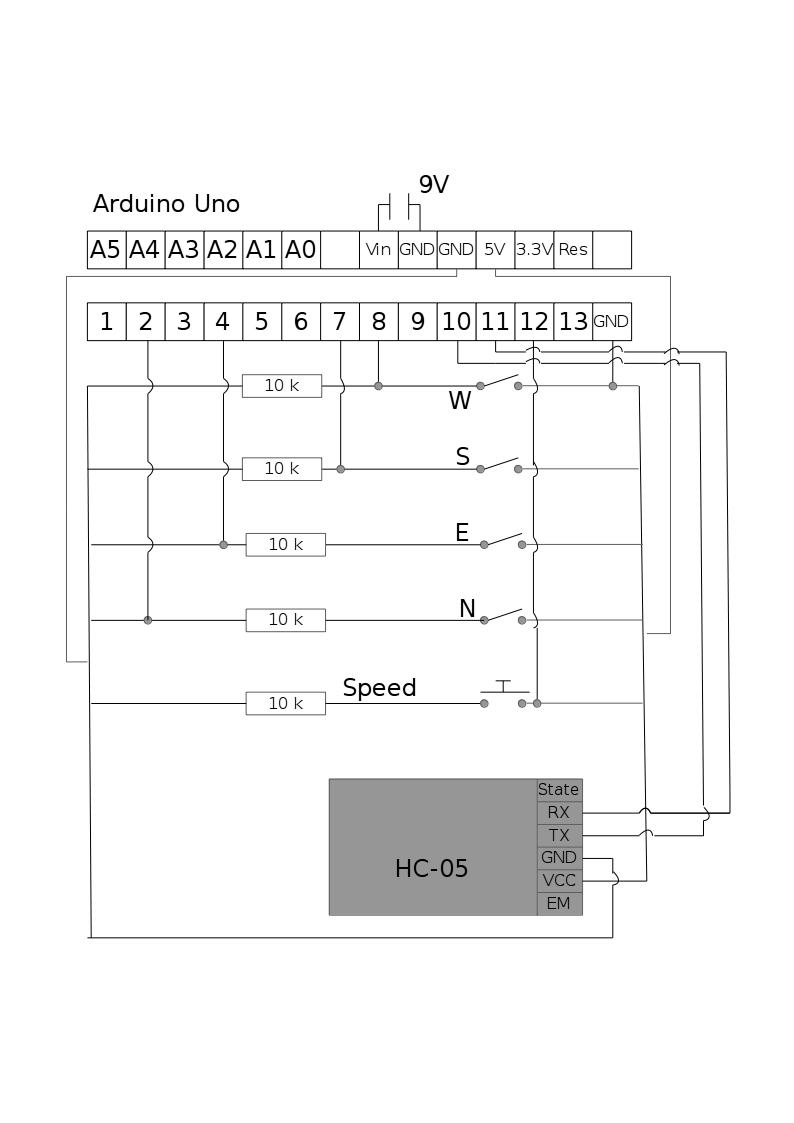 9V
Arduino Uno
A5 A4 A3 A2 A1 A0 Vin GND GND 5V 3.3V Res
1 2 3 4 5 6 7 8 9 10 11 12 13 GND
10 k
W
10 k S
10 k E
10 k N
10 k Speed
State
RX
TX
GND
HC-05
VCC
EM